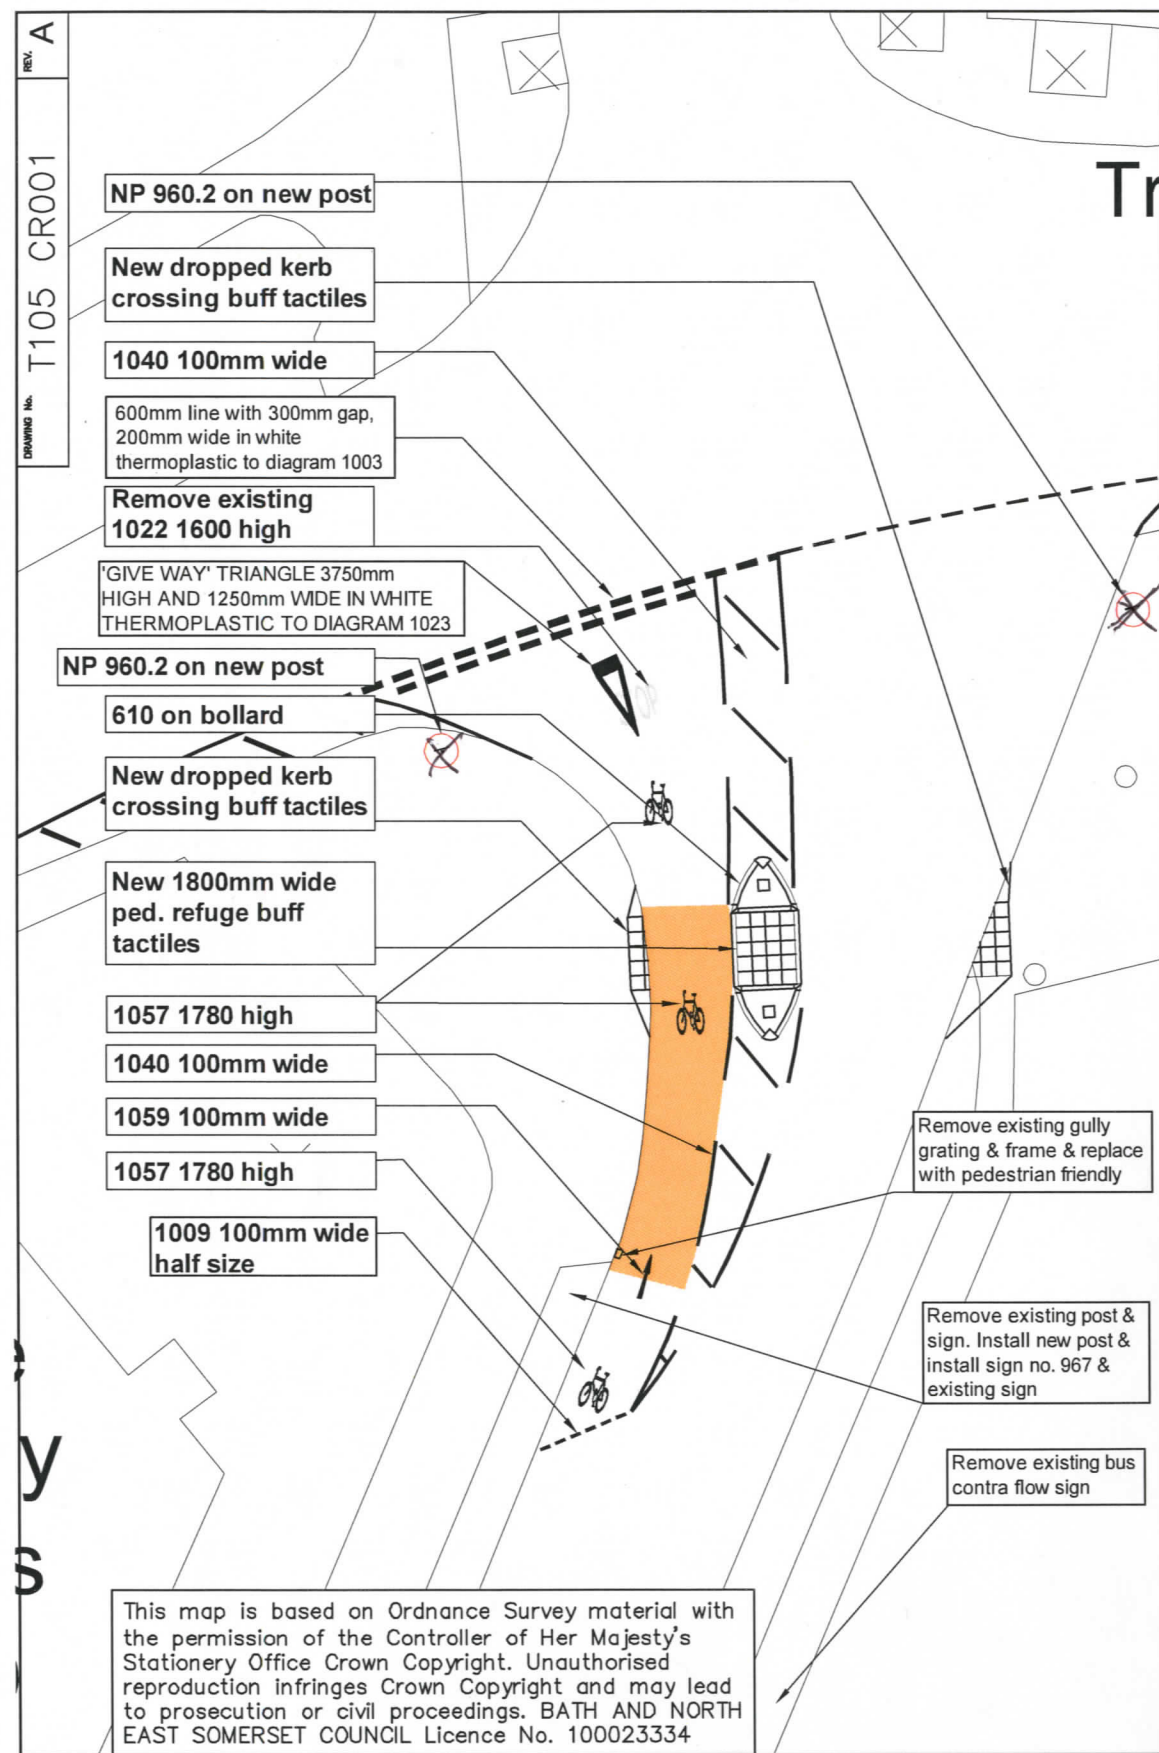 REV. A
DRAWING No. T105 CR001
Tr
NP 960.2 on new post
New dropped kerb
crossing buff tactiles
1040 100mm wide
600mm line with 300mm gap,
200mm wide in white
thermoplastic to diagram 1003
Remove existing
1022 1600 high
'GIVE WAY' TRIANGLE 3750mm
HIGH AND 1250mm WIDE IN WHITE
THERMOPLASTIC TO DIAGRAM 1023
NP 960.2 on new post
610 on bollard
New dropped kerb
crossing buff tactiles
New 1800mm wide
ped. refuge buff
tactiles
1057 1780 high
1040 100mm wide
1059 100mm wide
1057 1780 high
1009 100mm wide
half size
Remove existing gully
grating & frame & replace
with pedestrian friendly
Remove existing post &
sign. Install new post &
install sign no. 967 &
existing sign
Remove existing bus
contra flow sign
y
s
This map is based on Ordnance Survey material with
the permission of the Controller of Her Majesty's
Stationery Office Crown Copyright. Unauthorised
reproduction infringes Crown Copyright and may lead
to prosecution or civil proceedings. BATH AND NORTH
EAST SOMERSET COUNCIL Licence No. 100023334